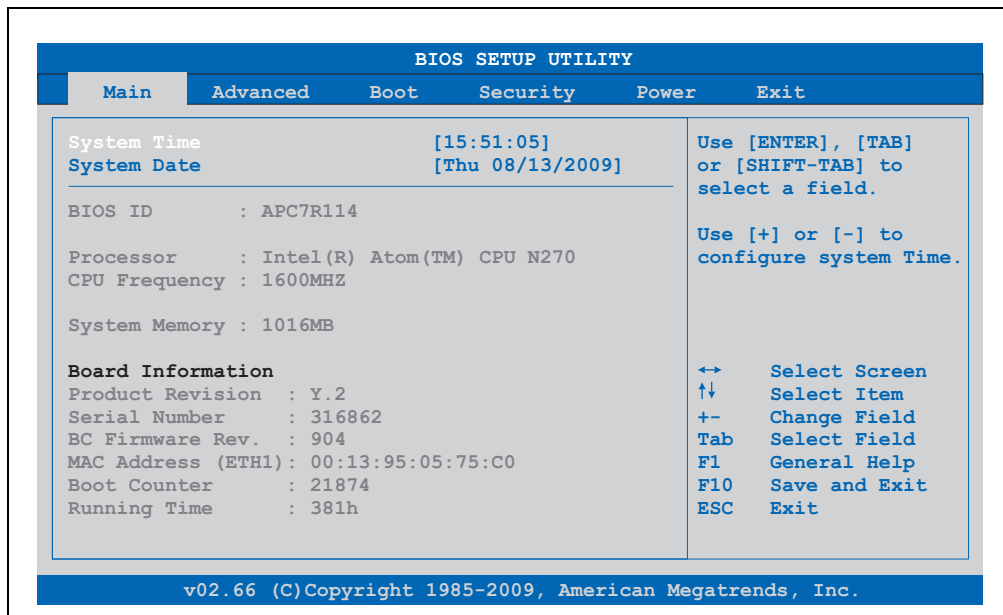 BIOS SETUP UTILITY
Main Advanced Boot Security Power Exit
System Time [15:51:05]
System Date [Thu 08/13/2009]
BIOS ID : APC7R114
Processor : Intel(R) Atom(TM) CPU N270
CPU Frequency : 1600MHZ
System Memory : 1016MB
Board Information
Product Revision : Y.2
Serial Number : 316862
BC Firmware Rev. : 904
MAC Address (ETH1): 00:13:95:05:75:C0
Boot Counter : 21874
Running Time : 381h
Use [ENTER], [TAB]
or [SHIFT-TAB] to
select a field.
Use [+] or [-] to
configure system Time.
↔ Select Screen
↑↓ Select Item
+- Change Field
Tab Select Field
F1 General Help
F10 Save and Exit
ESC Exit
v02.66 (C)Copyright 1985-2009, American Megatrends, Inc.